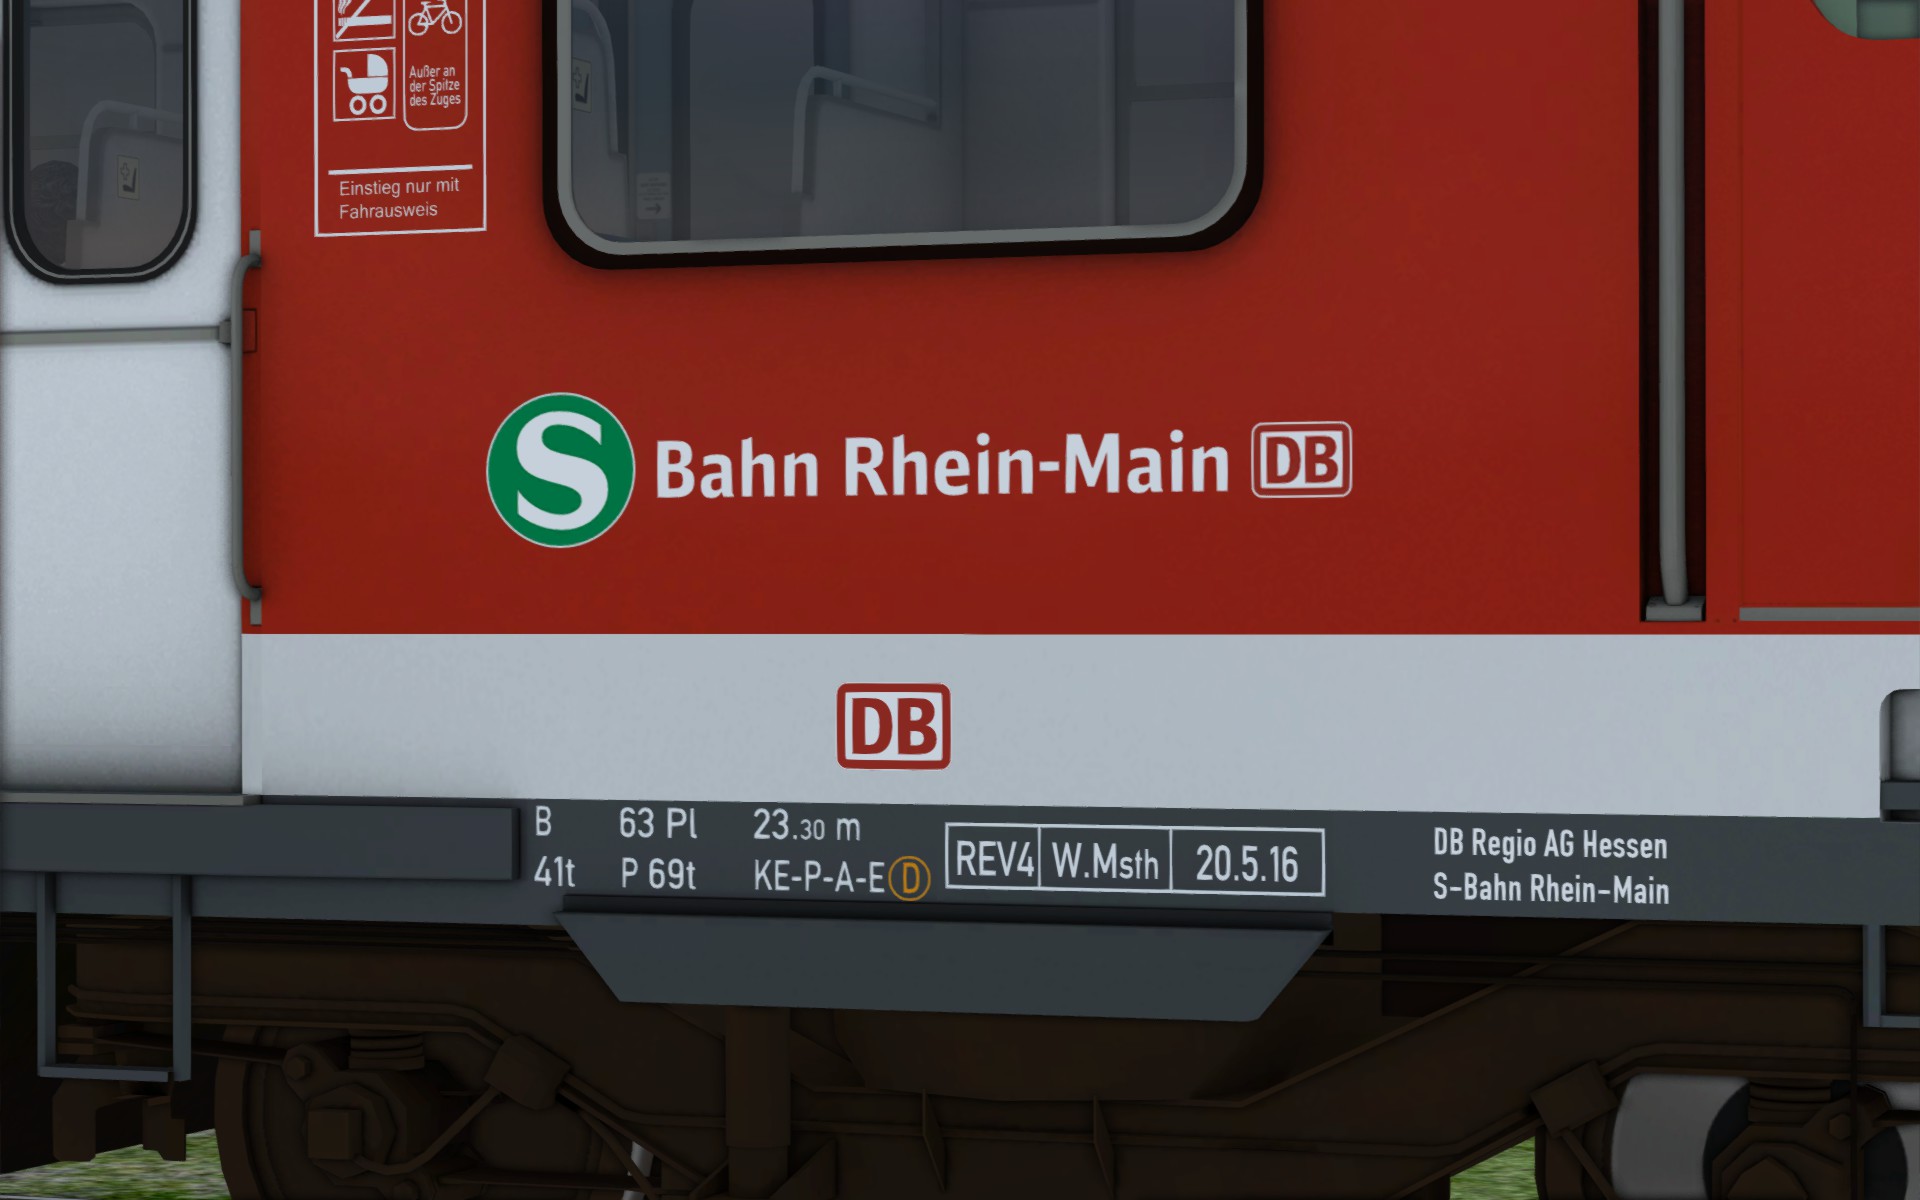 Außer an
der Spitze
des Zuges
Einstieg nur mit
Fahrausweis
S Bahn Rhein-Main DB
DB
B 63 Pl 23.30 m
41t P 69t KE-P-A-E D
REV4 W.Msth 20.5.16
DB Regio AG Hessen
S-Bahn Rhein-Main